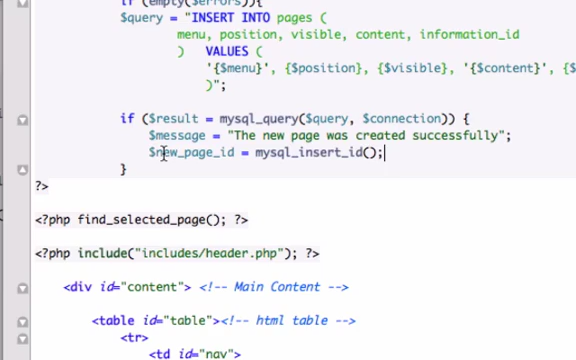 if (empty($errors)){
$query = "INSERT INTO pages (
menu, position, visible, content, information_id
) VALUES (
'{$menu}', {$position}, {$visible}, '{$content}', {$
)";
if ($result = mysql_query($query, $connection)) {
$message = "The new page was created successfully";
$new_page_id = mysql_insert_id();
}
?>
<?php find_selected_page(); ?>
<?php include("includes/header.php"); ?>
<div id="content"> <!-- Main Content -->
<table id="table"><!-- html table -->
<tr>
<td id="nav">